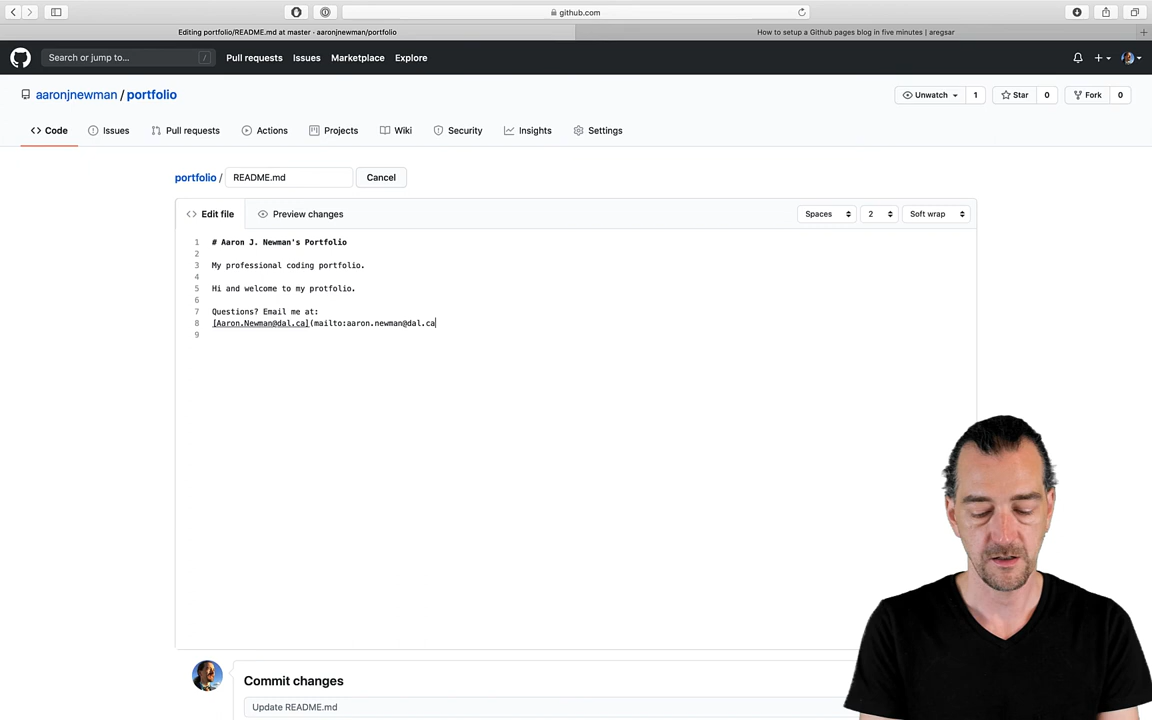 github.com
Editing portfolio/README.md at master · aaronjnewman/portfolio
How to setup a Github pages blog in five minutes | aregsar
Search or jump to... /
Pull requests Issues Marketplace Explore
aaronjnewman / portfolio
Unwatch 1 Star 0 Fork 0
Code Issues Pull requests Actions Projects Wiki Security Insights Settings
portfolio / README.md Cancel
Edit file Preview changes Spaces 2 Soft wrap
1 # Aaron J. Newman's Portfolio
2
3 My professional coding portfolio.
4
5 Hi and welcome to my protfolio.
6
7 Questions? Email me at:
8 [Aaron.Newman@dal.ca](mailto:aaron.newman@dal.ca
9
Commit changes
Update README.md